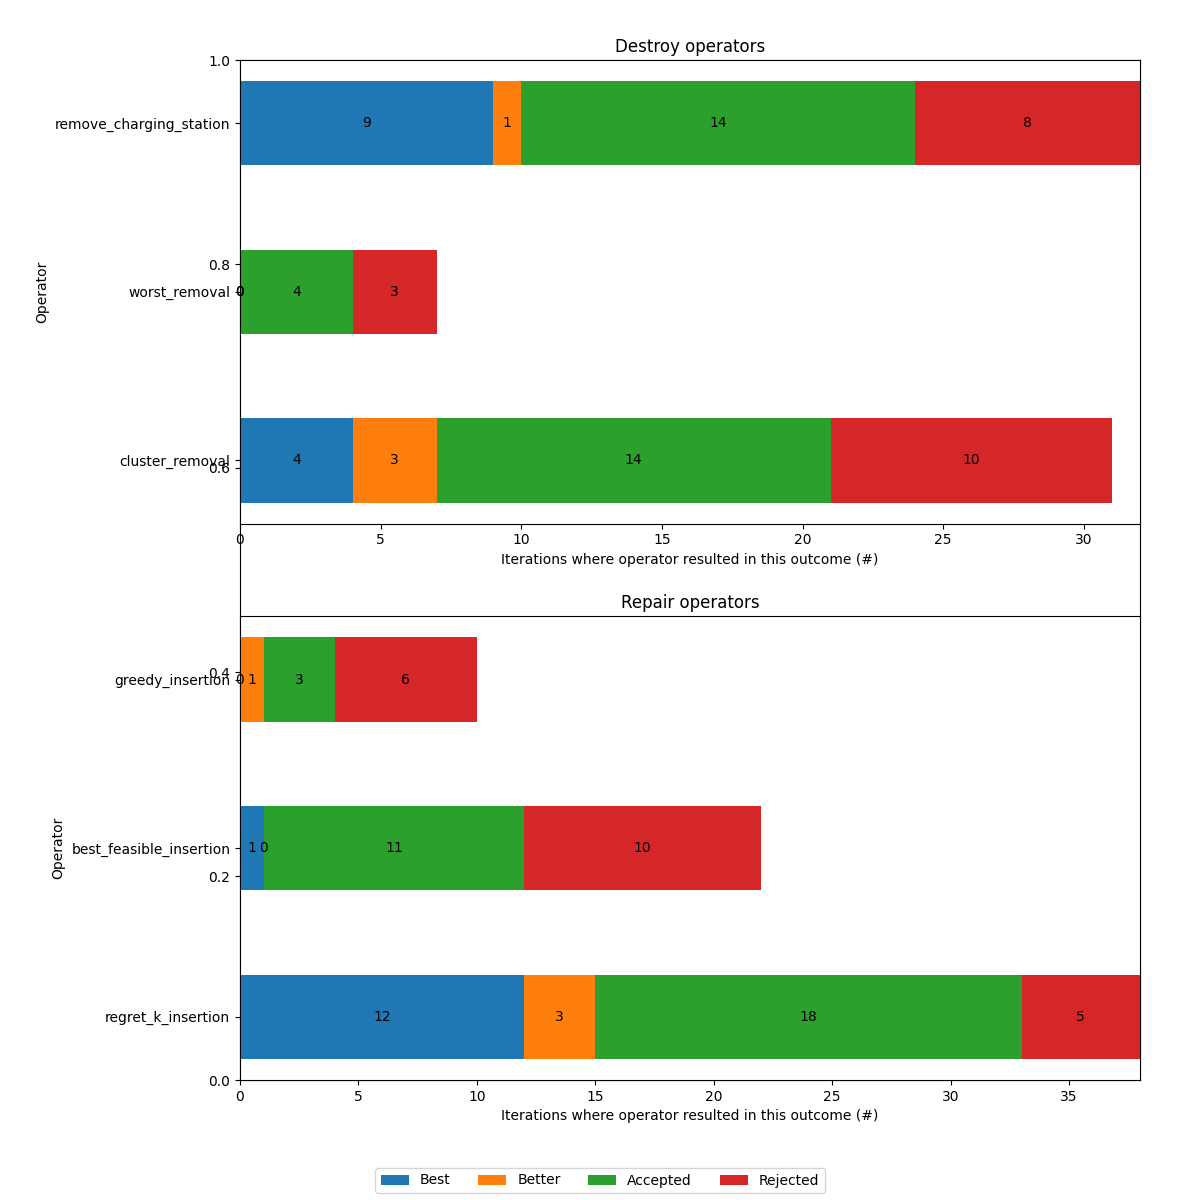 Destroy operators
1.0
remove_charging_station 9 1 14 8
0.8
worst_removal 0 0 4 3
cluster_removal 4 3 14 10
0.6
Operator
0 5 10 15 20 25 30
Iterations where operator resulted in this outcome (#)
Repair operators
0.4
greedy_insertion 0 1 3 6
best_feasible_insertion 1 0 11 10
0.2
regret_k_insertion 12 3 18 5
0.0
Operator
0 5 10 15 20 25 30 35
Iterations where operator resulted in this outcome (#)
Best Better Accepted Rejected